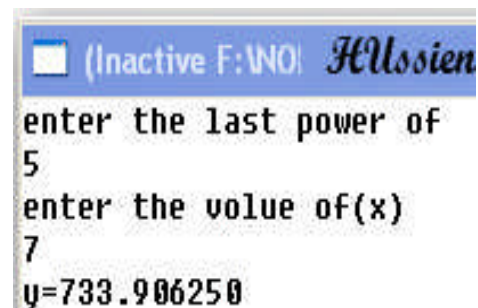 (Inactive F:\NO HUssien
enter the last power of
5
enter the volue of(x)
7
y=733.906250